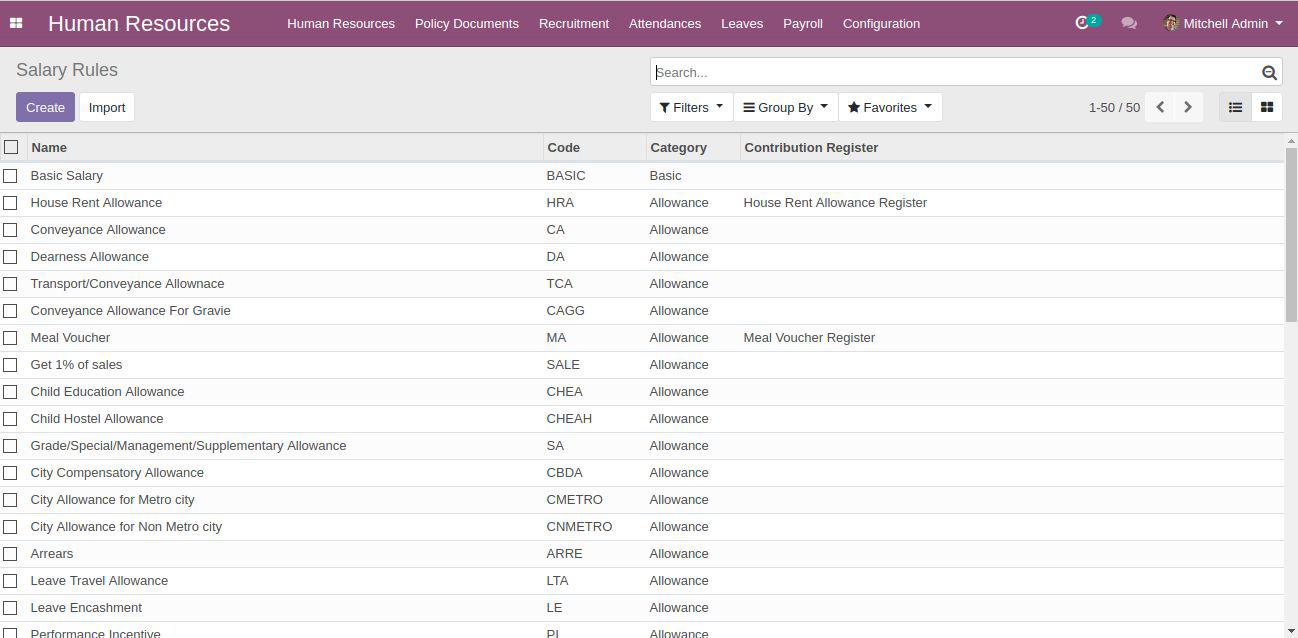 Human Resources Human Resources Policy Documents Recruitment Attendances Leaves Payroll Configuration 2 Mitchell Admin
Salary Rules Search...
Create Import Filters Group By Favorites 1-50 / 50
Name Code Category Contribution Register
Basic Salary BASIC Basic
House Rent Allowance HRA Allowance House Rent Allowance Register
Conveyance Allowance CA Allowance
Dearness Allowance DA Allowance
Transport/Conveyance Allownace TCA Allowance
Conveyance Allowance For Gravie CAGG Allowance
Meal Voucher MA Allowance Meal Voucher Register
Get 1% of sales SALE Allowance
Child Education Allowance CHEA Allowance
Child Hostel Allowance CHEAH Allowance
Grade/Special/Management/Supplementary Allowance SA Allowance
City Compensatory Allowance CBDA Allowance
City Allowance for Metro city CMETRO Allowance
City Allowance for Non Metro city CNMETRO Allowance
Arrears ARRE Allowance
Leave Travel Allowance LTA Allowance
Leave Encashment LE Allowance
Performance Incentive PI Allowance